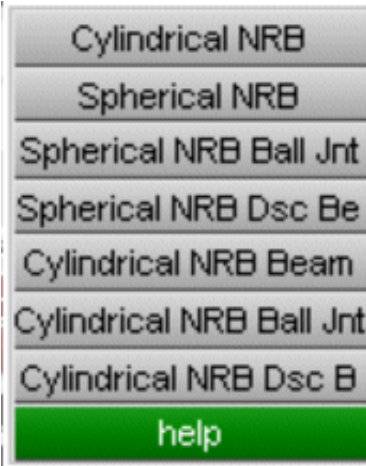 Cylindrical NRB
Spherical NRB
Spherical NRB Ball Jnt
Spherical NRB Dsc Be
Cylindrical NRB Beam
Cylindrical NRB Ball Jnt
Cylindrical NRB Dsc B
help